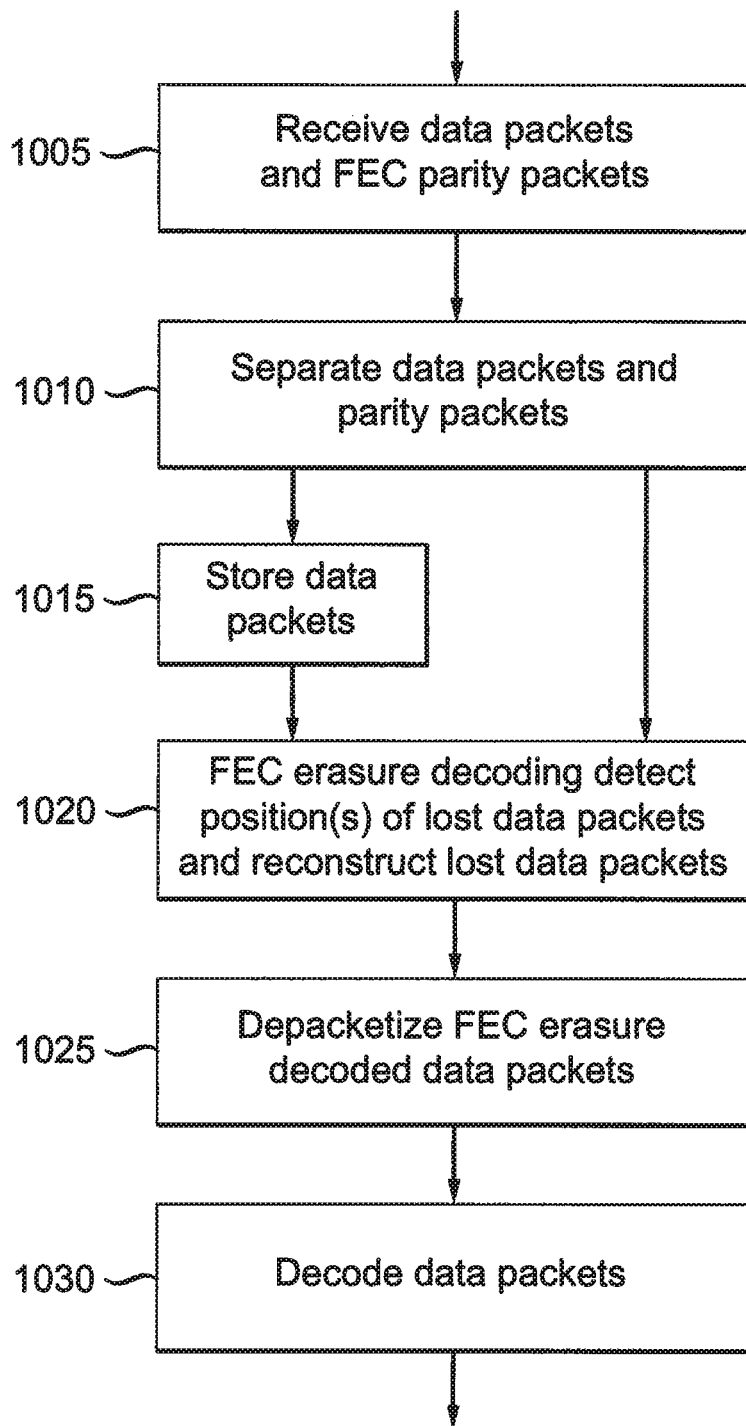 1005
Receive data packets
and FEC parity packets
1010
Separate data packets and
parity packets
1015
Store data
packets
1020
FEC erasure decoding detect
position(s) of lost data packets
and reconstruct lost data packets
1025
Depacketize FEC erasure
decoded data packets
1030
Decode data packets